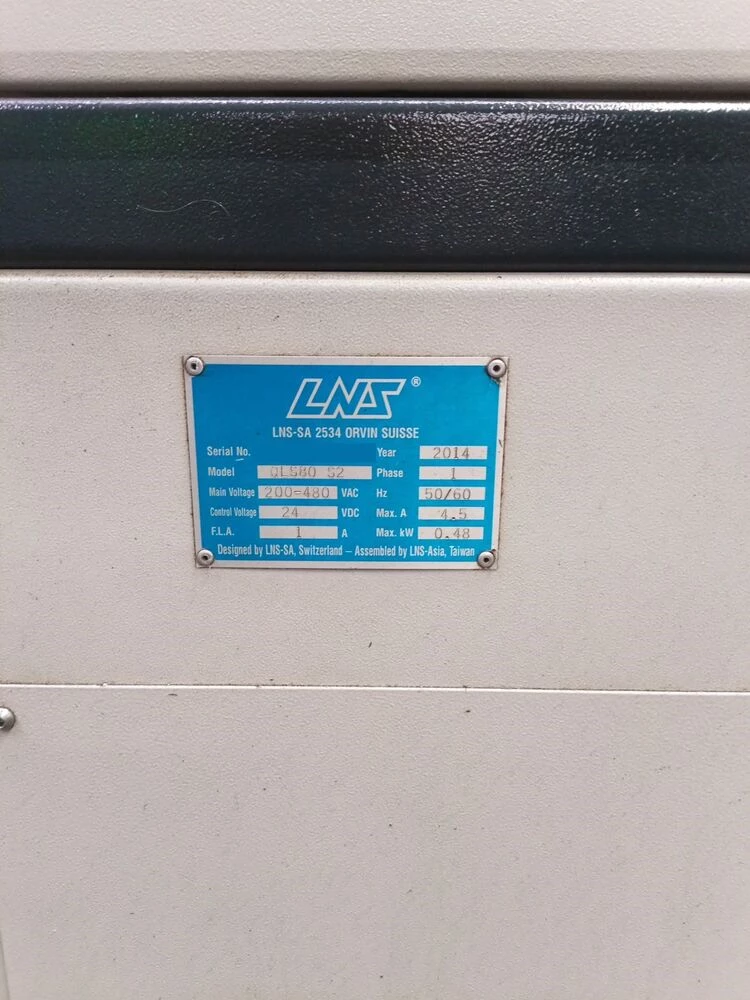 LNS®
LNS-SA 2534 ORVIN SUISSE
Serial No. Year 2014
Model QLS80 S2 Phase 1
Main Voltage 200=480 VAC Hz 50/60
Control Voltage 24 VDC Max. A 4.5
F.L.A. 1 A Max. kW 0.48
Designed by LNS-SA, Switzerland – Assembled by LNS-Asia, Taiwan